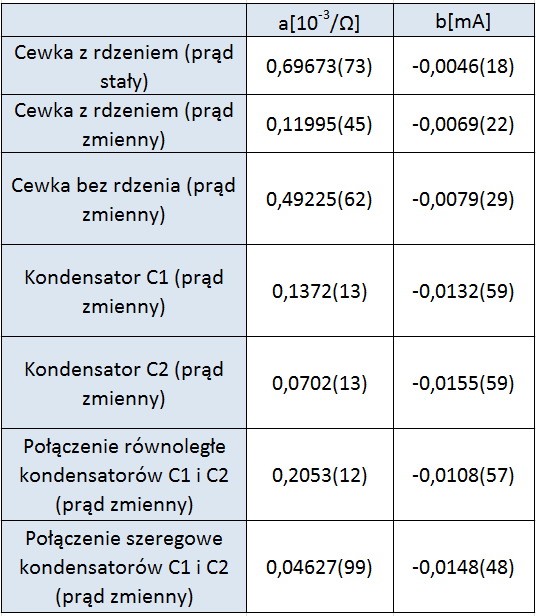 a[10⁻³/Ω] b[mA]
Cewka z rdzeniem (prąd
stały) 0,69673(73) -0,0046(18)
Cewka z rdzeniem (prąd
zmienny) 0,11995(45) -0,0069(22)
Cewka bez rdzenia (prąd
zmienny) 0,49225(62) -0,0079(29)
Kondensator C1 (prąd
zmienny) 0,1372(13) -0,0132(59)
Kondensator C2 (prąd
zmienny) 0,0702(13) -0,0155(59)
Połączenie równoległe
kondensatorów C1 i C2 0,2053(12) -0,0108(57)
(prąd zmienny)
Połączenie szeregowe
kondensatorów C1 i C2 0,04627(99) -0,0148(48)
(prąd zmienny)